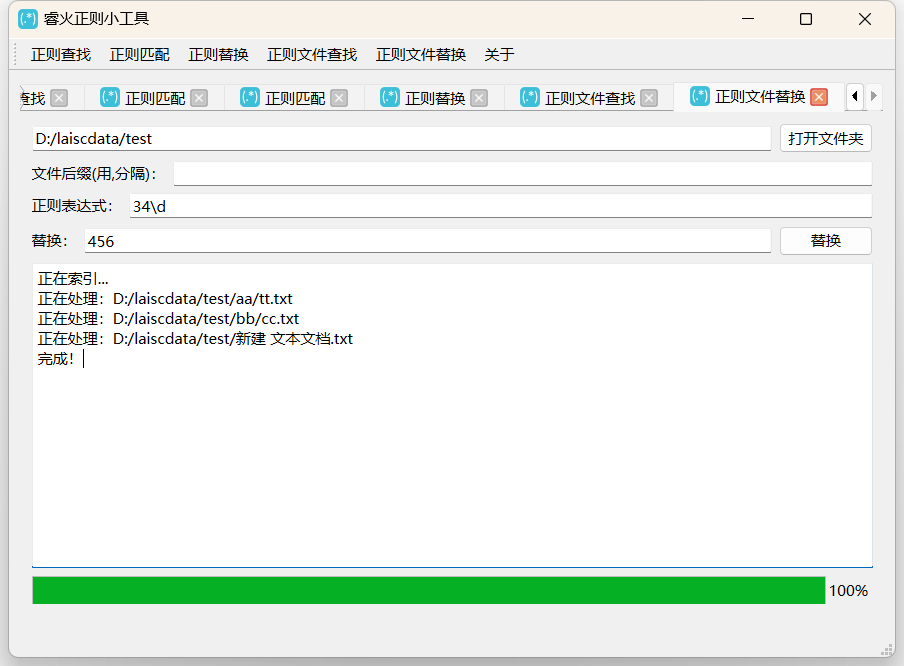 (.*) 睿火正则小工具
正则查找 正则匹配 正则替换 正则文件查找 正则文件替换 关于
查找 (.*) 正则匹配 (.*) 正则匹配 (.*) 正则替换 (.*) 正则文件查找 (.*) 正则文件替换
D:/laiscdata/test 打开文件夹
文件后缀(用,分隔)：
正则表达式： 34\d
替换： 456 替换
正在索引...
正在处理：D:/laiscdata/test/aa/tt.txt
正在处理：D:/laiscdata/test/bb/cc.txt
正在处理：D:/laiscdata/test/新建 文本文档.txt
完成！
100%